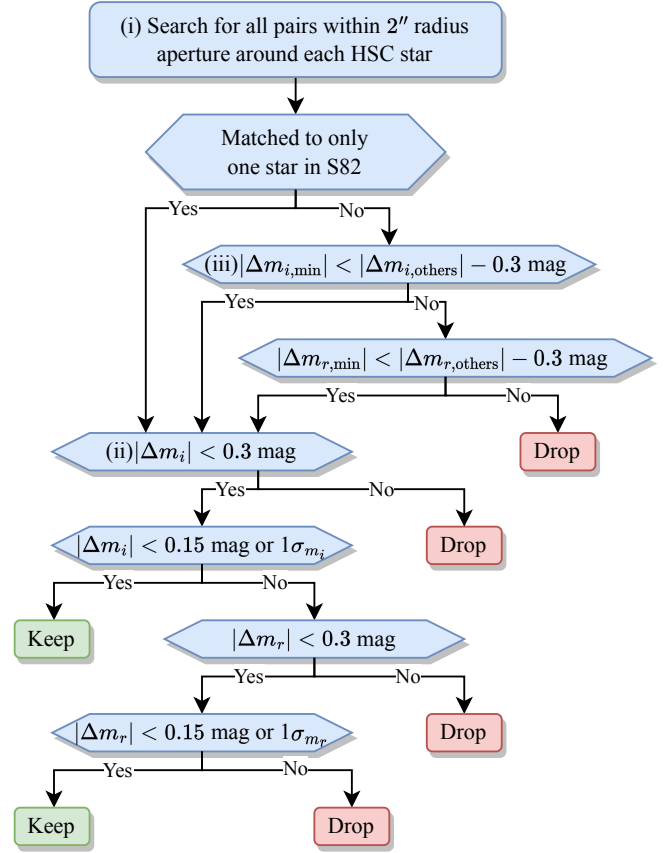 (i) Search for all pairs within 2″ radius
aperture around each HSC star
Matched to only
one star in S82
Yes
No
(iii)|Δm_{i,min}| < |Δm_{i,others}| − 0.3 mag
Yes
No
|Δm_{r,min}| < |Δm_{r,others}| − 0.3 mag
Yes
No
(ii)|Δm_i| < 0.3 mag
Drop
Yes
No
|Δm_i| < 0.15 mag or 1σ_{m_i}
Drop
Yes
No
Keep
|Δm_r| < 0.3 mag
Yes
No
|Δm_r| < 0.15 mag or 1σ_{m_r}
Drop
Yes
No
Keep
Drop